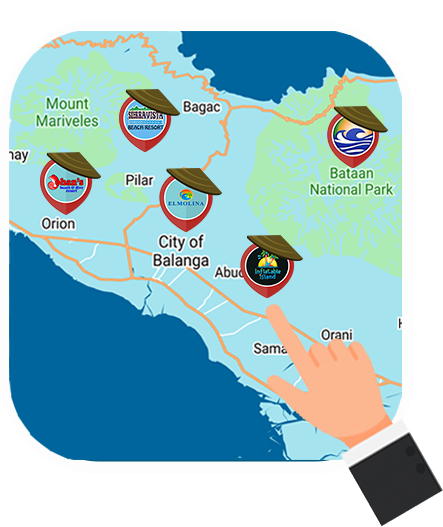 Mount
Mariveles
SIERRAVISTA
BEACH RESORT
Bagac
Bataan
National Park
nay
Ohan's
Pilar
ELMOLINA
Orion
City of
Balanga
Abuc
Inflatable
Island
Orani
Sama